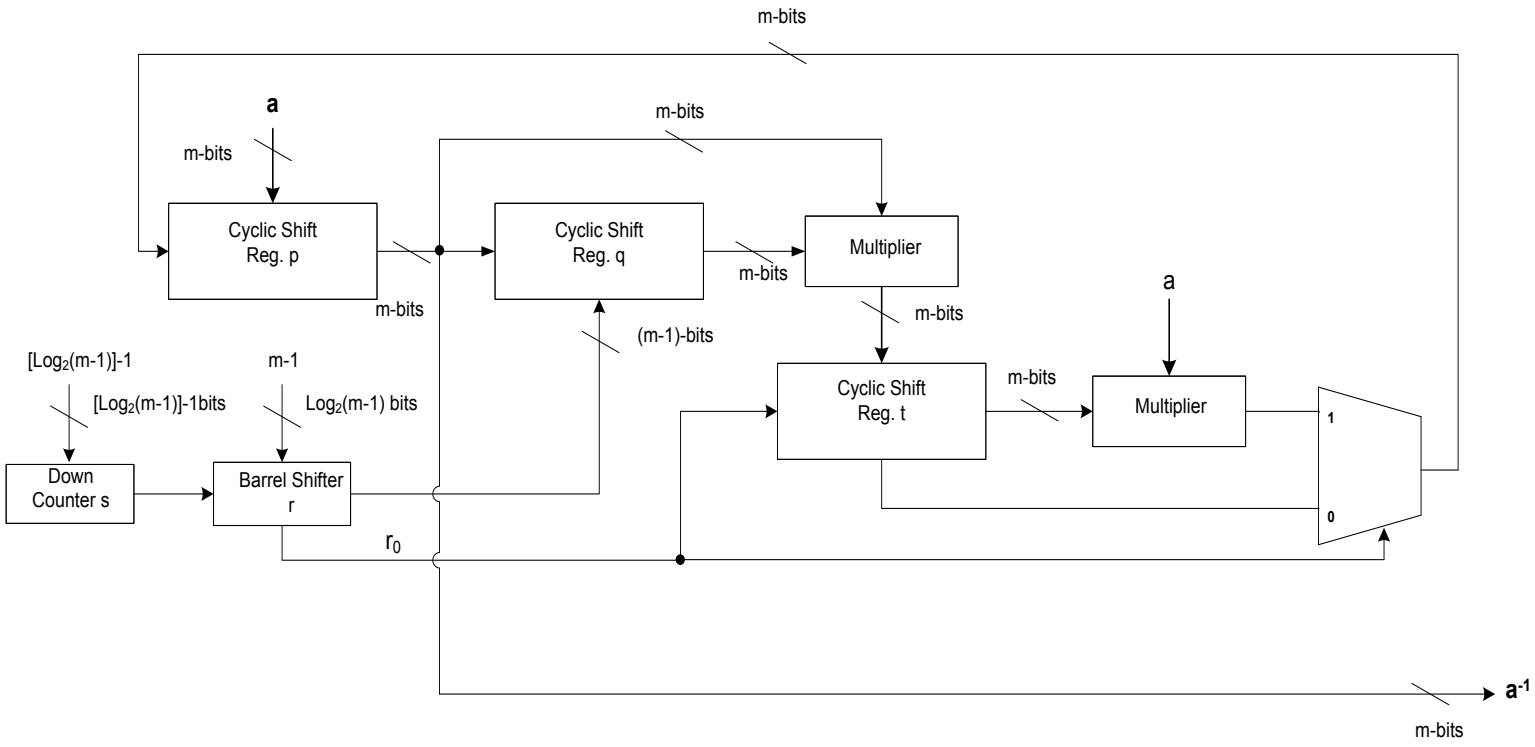 m-bits
a
m-bits
m-bits
Cyclic Shift
Reg. p
m-bits
Cyclic Shift
Reg. q
m-bits
Multiplier
m-bits
(m-1)-bits
a
[Log₂(m-1)]-1
[Log₂(m-1)]-1bits
m-1
Log₂(m-1) bits
Cyclic Shift
Reg. t
m-bits
Multiplier
1
0
Down
Counter s
Barrel Shifter
r
r₀
a⁻¹
m-bits